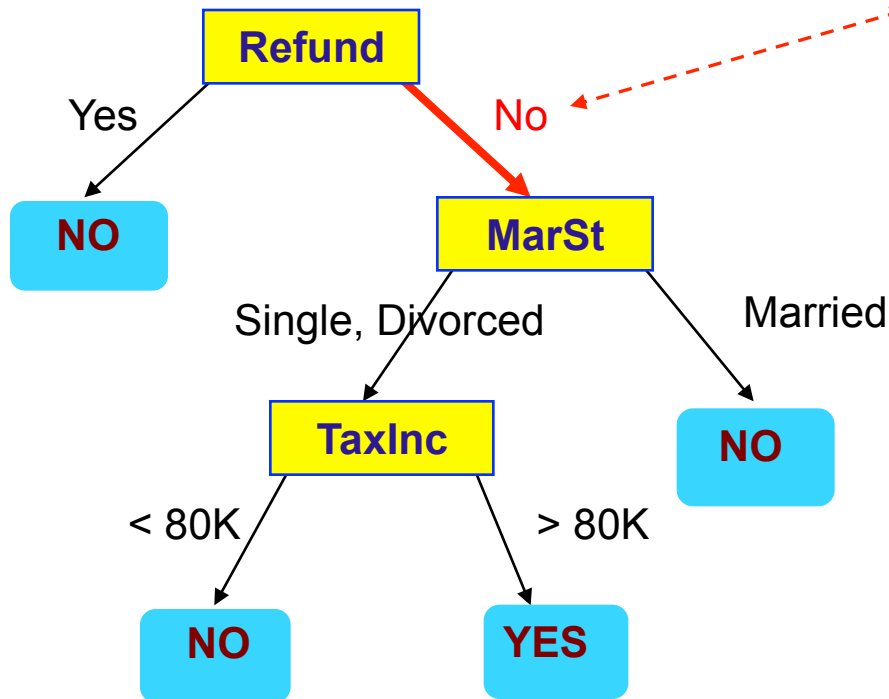 Refund
Yes
No
NO
MarSt
Single, Divorced
Married
TaxInc
NO
< 80K
> 80K
NO
YES